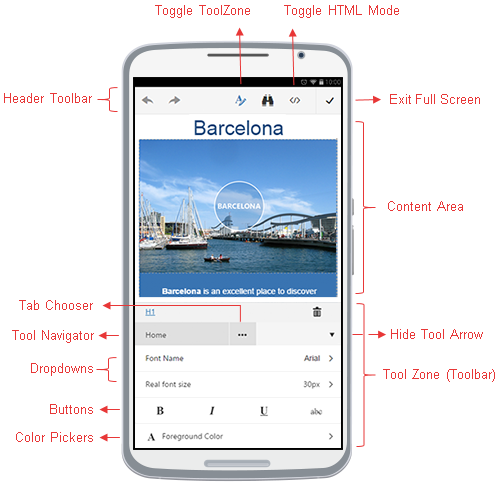 Toggle ToolZone
Toggle HTML Mode
10:00
Header Toolbar
Exit Full Screen
Barcelona
BARCELONA
Content Area
Barcelona is an excellent place to discover
Tab Chooser
H1
Tool Navigator
Home
Hide Tool Arrow
Dropdowns
Font Name
Arial
Tool Zone (Toolbar)
Real font size
30px
Buttons
B
I
U
abc
Color Pickers
A
Foreground Color